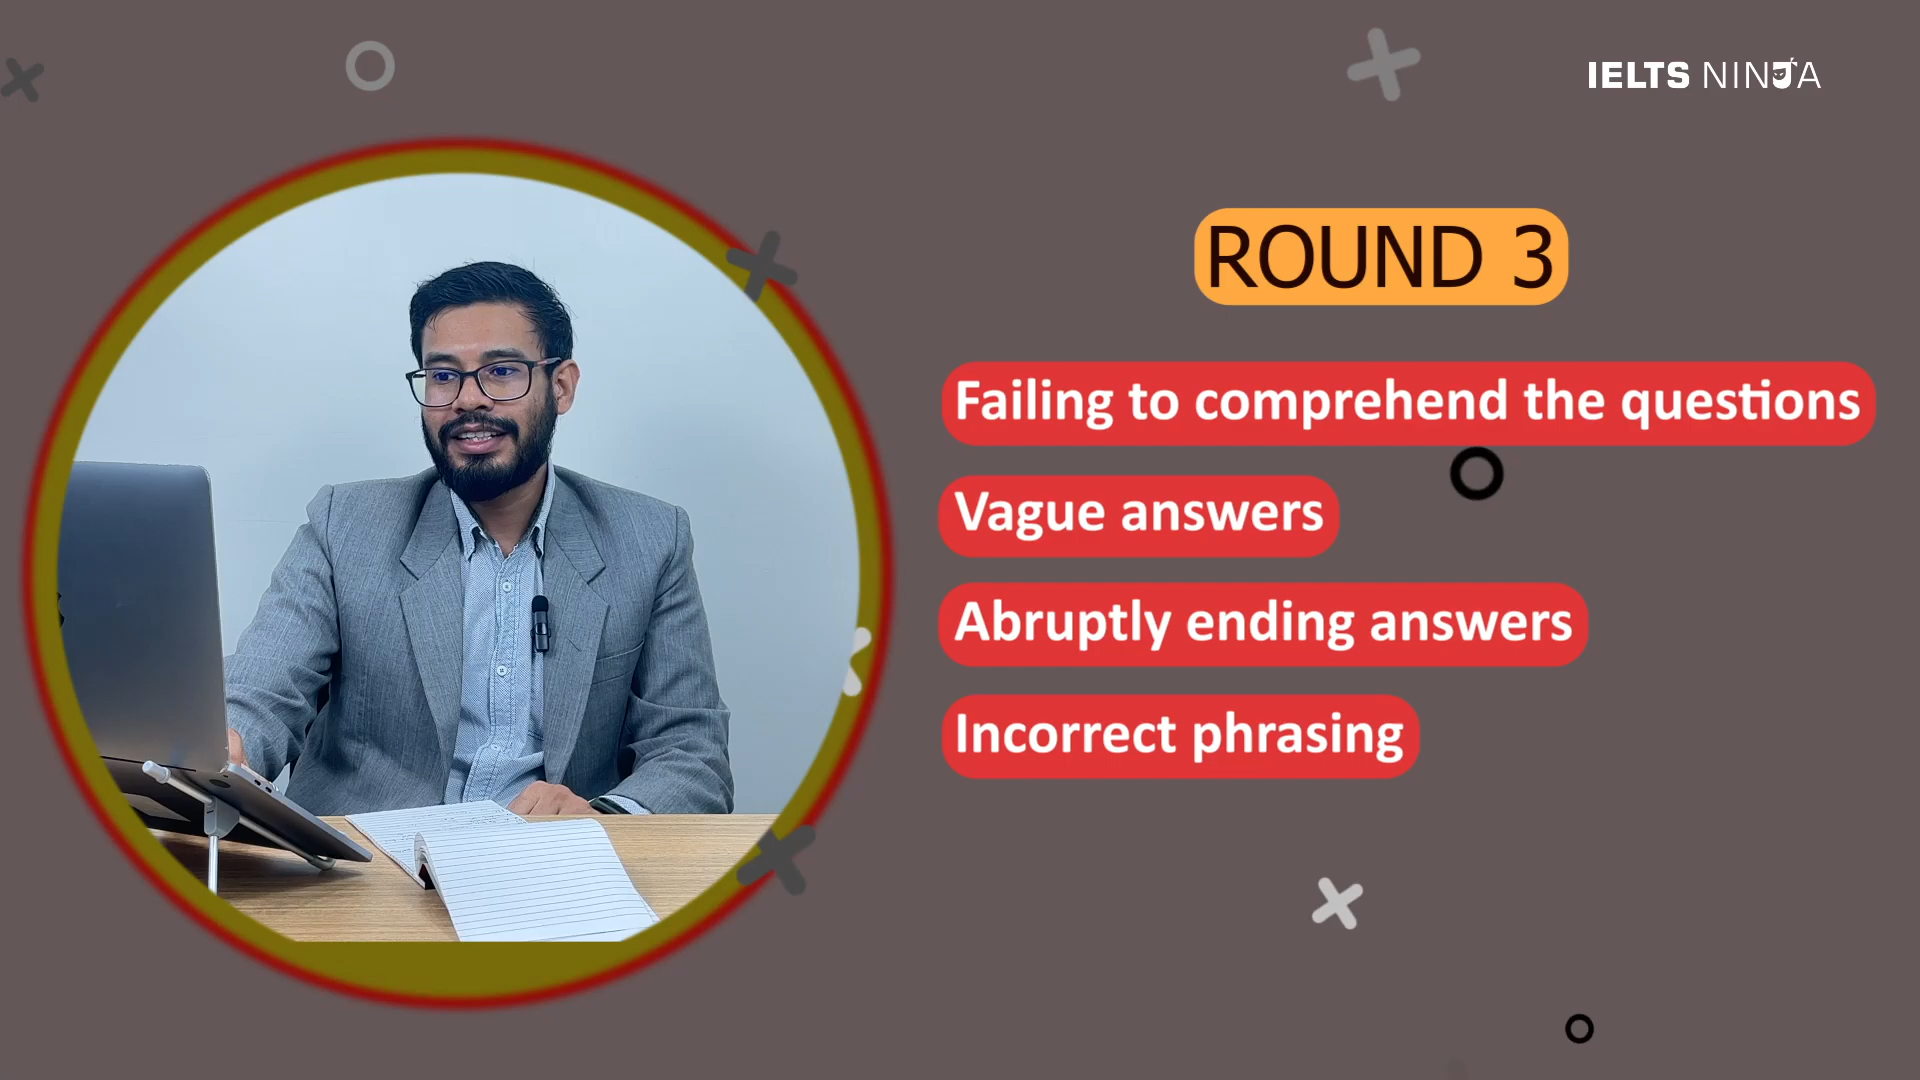 IELTS NINJA
ROUND 3
Failing to comprehend the questions
Vague answers
Abruptly ending answers
Incorrect phrasing